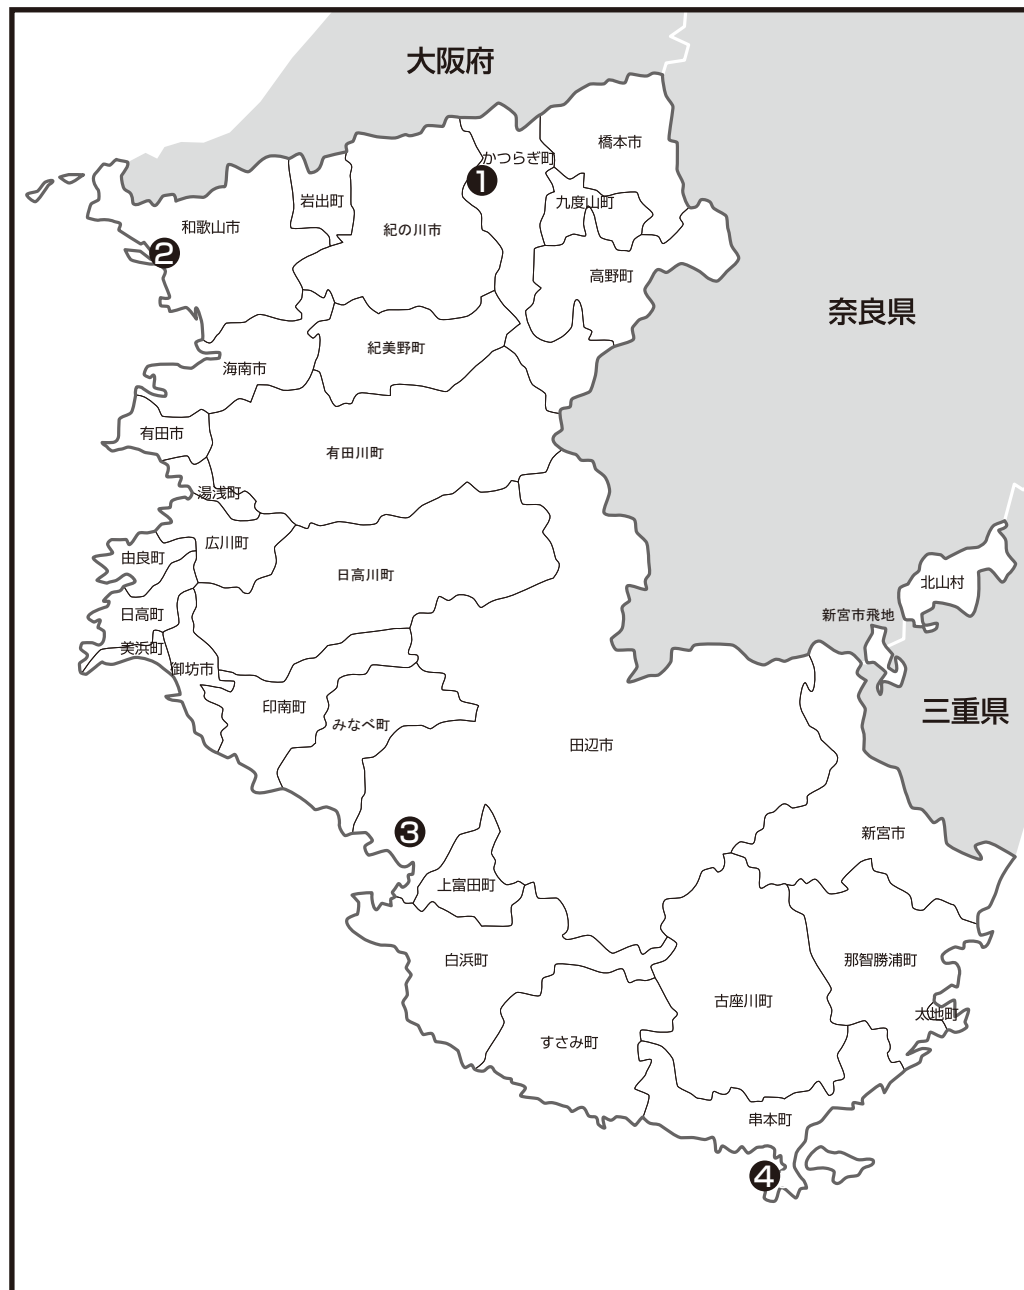 大阪府
橋本市
かつらぎ町
❶
岩出町
九度山町
和歌山市
紀の川市
❷
高野町
奈良県
紀美野町
海南市
有田市
有田川町
湯浅町
広川町
由良町
日高川町
北山村
日高町
新宮市飛地
美浜町
御坊市
印南町
三重県
みなべ町
田辺市
❸
新宮市
上富田町
白浜町
那智勝浦町
古座川町
太地町
すさみ町
串本町
❹